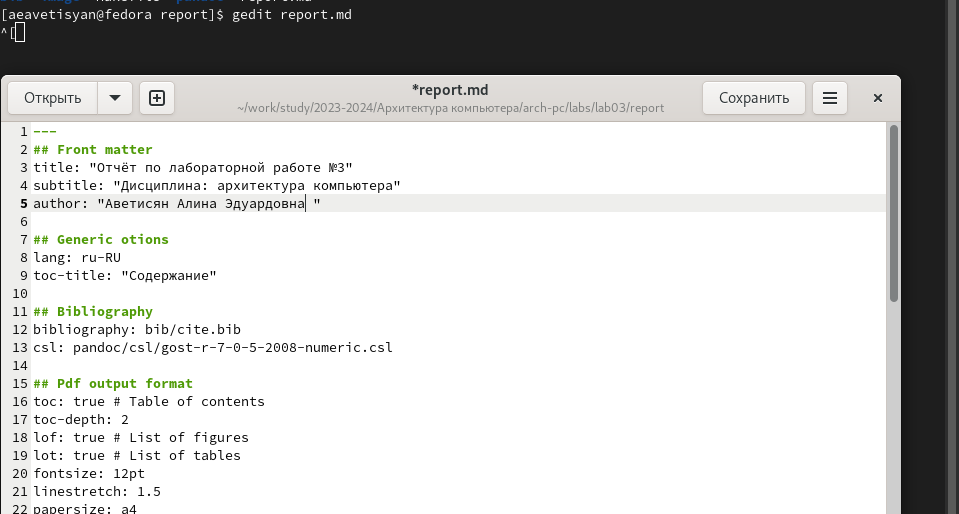 [aeavetisyan@fedora report]$ gedit report.md
^[
Открыть
*report.md
~/work/study/2023-2024/Архитектура компьютера/arch-pc/labs/lab03/report
Сохранить
1 ---
2 ## Front matter
3 title: "Отчёт по лабораторной работе №3"
4 subtitle: "Дисциплина: архитектура компьютера"
5 author: "Аветисян Алина Эдуардовна "
6
7 ## Generic otions
8 lang: ru-RU
9 toc-title: "Содержание"
10
11 ## Bibliography
12 bibliography: bib/cite.bib
13 csl: pandoc/csl/gost-r-7-0-5-2008-numeric.csl
14
15 ## Pdf output format
16 toc: true # Table of contents
17 toc-depth: 2
18 lof: true # List of figures
19 lot: true # List of tables
20 fontsize: 12pt
21 linestretch: 1.5
22 papersize: a4